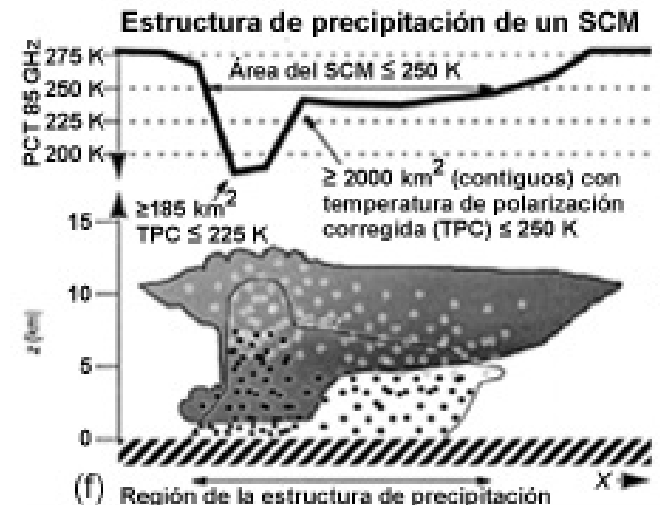 Estructura de precipitación de un SCM
PCT 85 GHz
275 K
250 K
225 K
200 K
Área del SCM ≤ 250 K
≥185 km²
TPC ≤ 225 K
≥ 2000 km² (contiguos) con
temperatura de polarización
corregida (TPC) ≤ 250 K
z (km)
15
10
5
0
(f)
Región de la estructura de precipitación
X